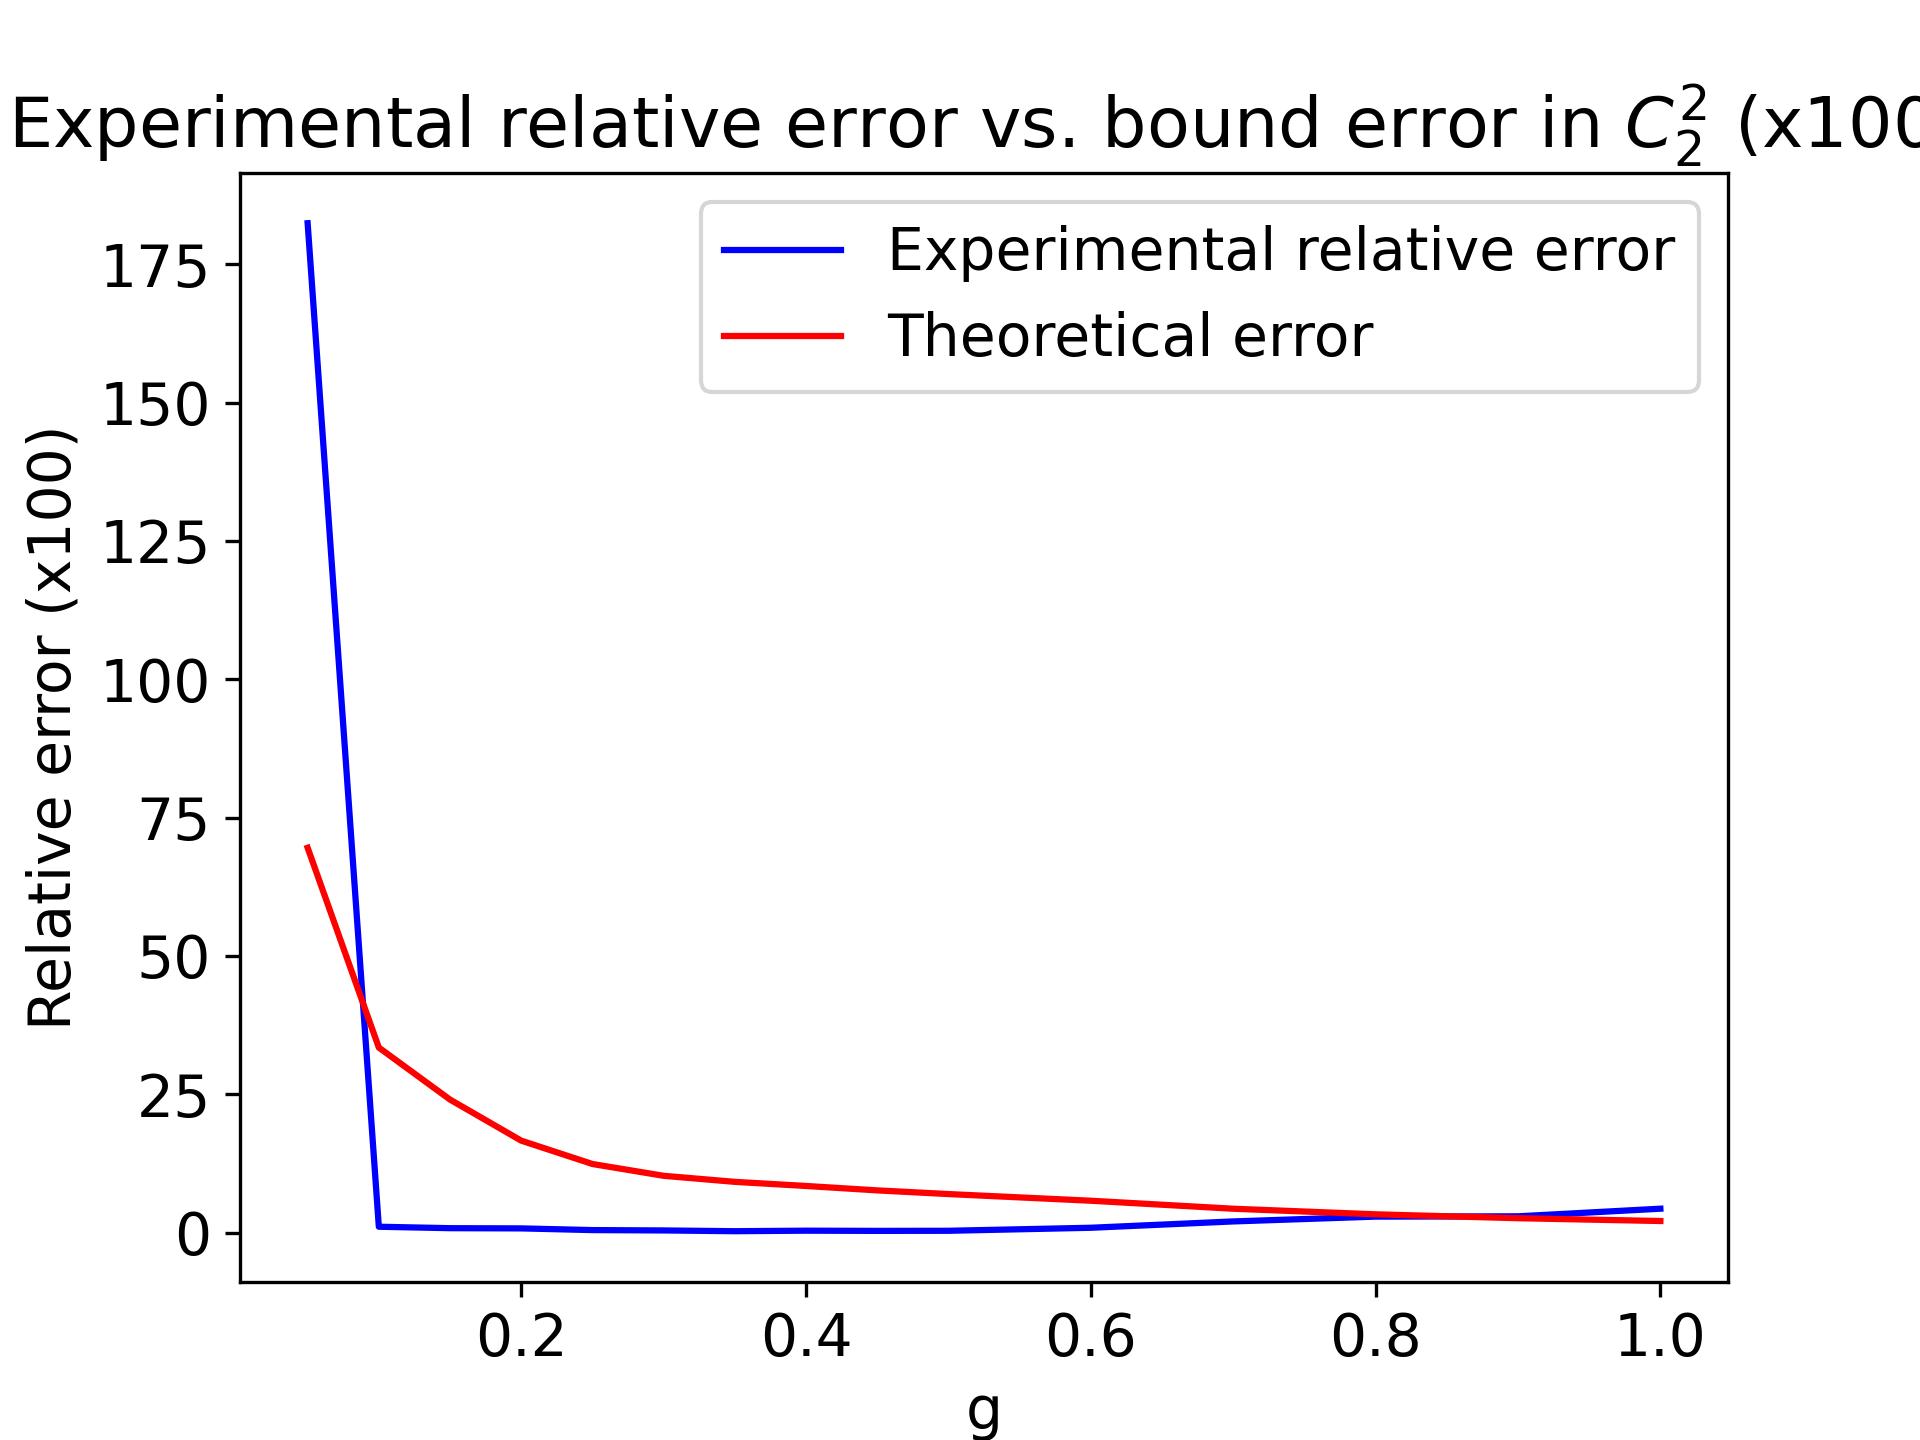 Experimental relative error vs. bound error in $C_2^2$ (x100
Experimental relative error
Theoretical error
Relative error (x100)
175
150
125
100
75
50
25
0
0.2 0.4 0.6 0.8 1.0
g